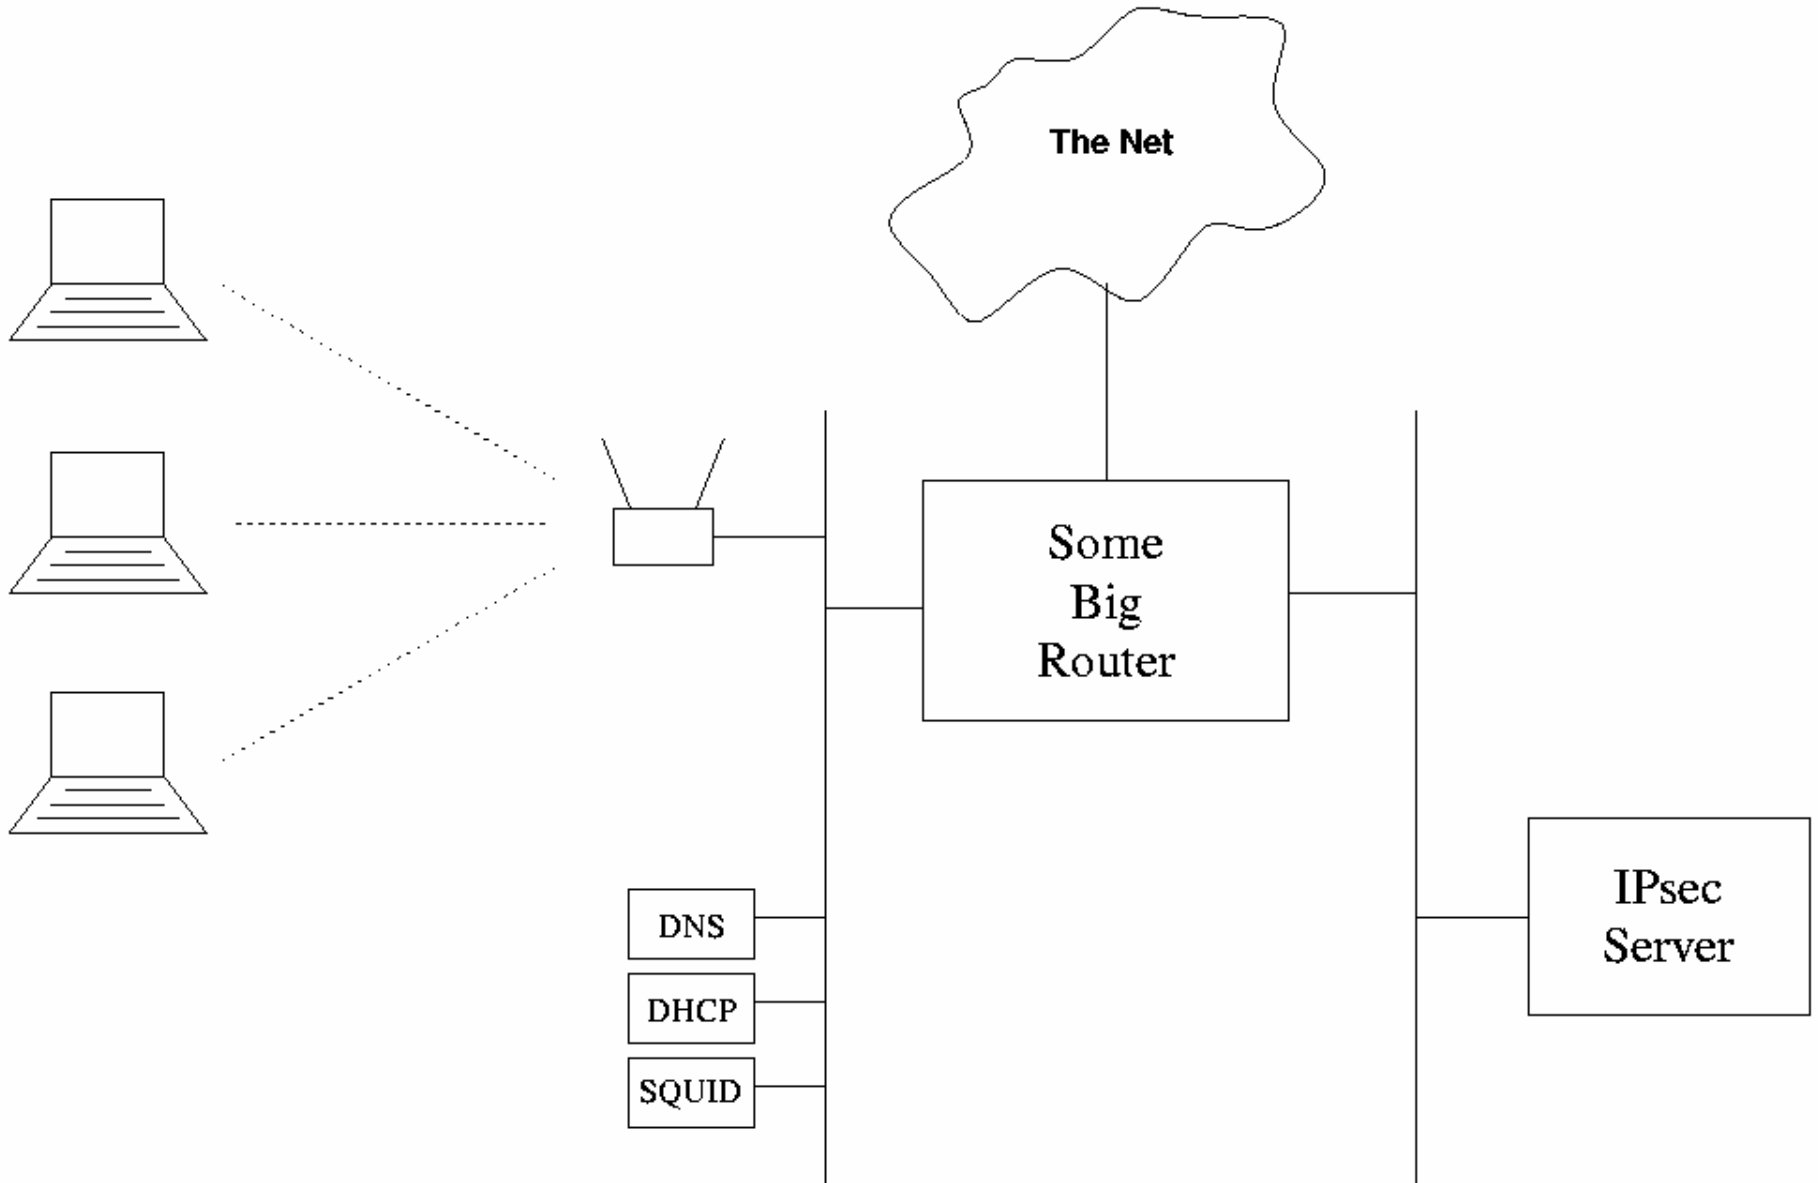 The Net
Some
Big
Router
IPsec
Server
DNS
DHCP
SQUID